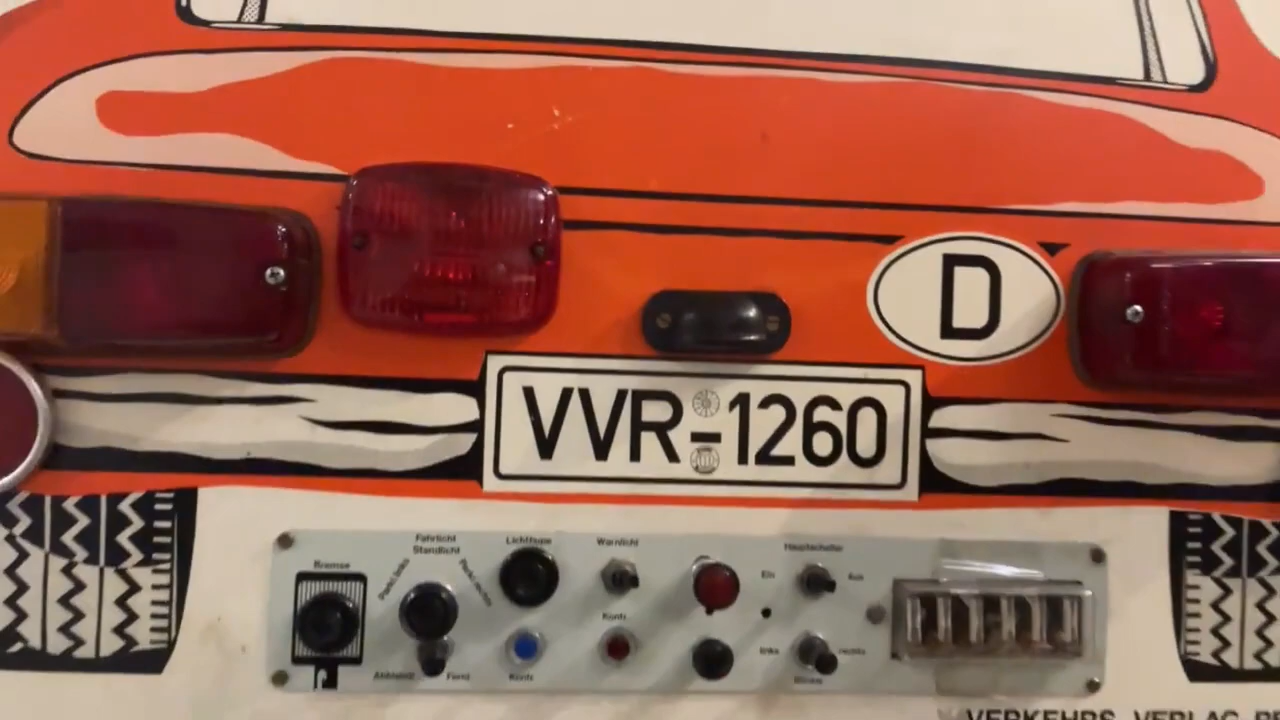 D
VVR-1260
Fahrlicht
Standlicht
Lichthupe
Warnlicht
Hauptschalter
Bremse
Parkl. links
Parkl. rechts
Ein
Aus
Kontr.
links
rechts
Abblendl.
Fernl.
Kontr.
Blinker
VERKEHRS-VERLAG